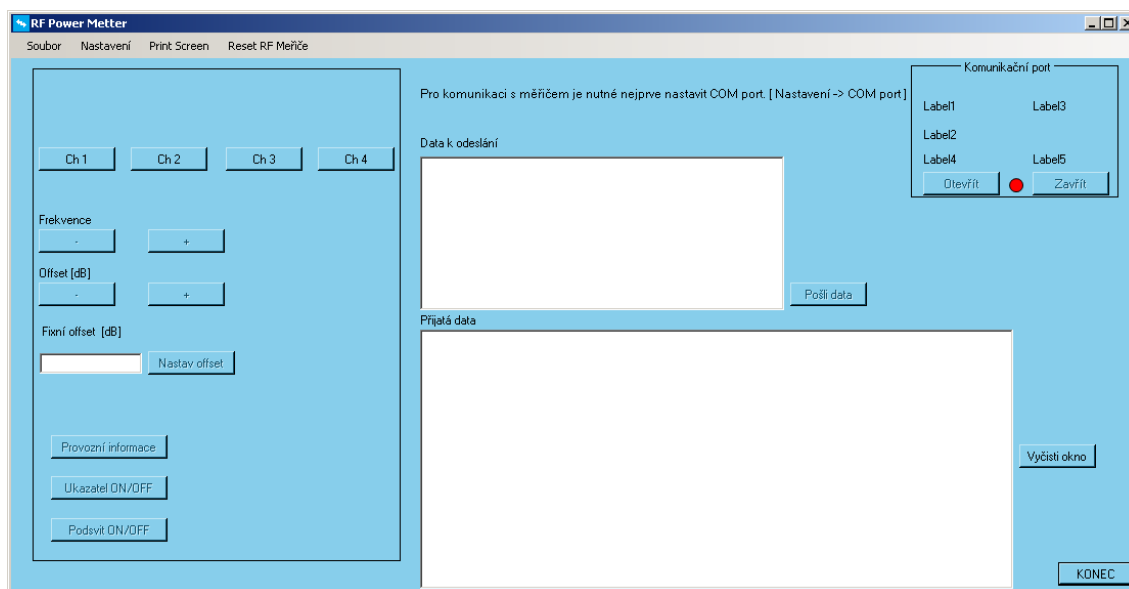 RF Power Metter
Soubor Nastavení Print Screen Reset RF Meřiče
Komunikační port
Pro komunikaci s měřičem je nutné nejprve nastavit COM port. [ Nastavení -> COM port ]
Label1 Label3
Label2
Label4 Label5
Otevřít Zavřít
Data k odeslání
Ch 1 Ch 2 Ch 3 Ch 4
Frekvence
- +
Offset [dB]
- +
Pošli data
Přijatá data
Fixní offset [dB]
Nastav offset
Provozní informace
Vyčisti okno
Ukazatel ON/OFF
Podsvit ON/OFF
KONEC